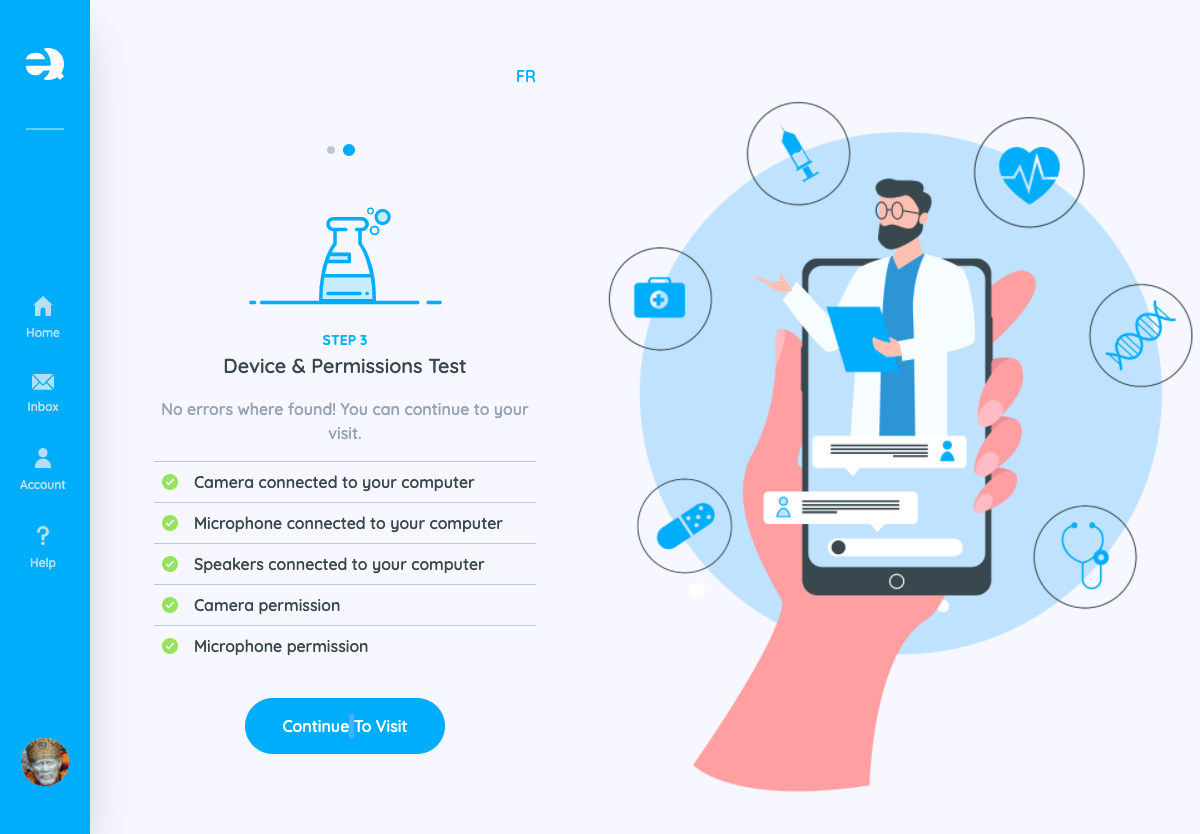 FR
Home
Inbox
Account
Help
STEP 3
Device & Permissions Test
No errors where found! You can continue to your
visit.
Camera connected to your computer
Microphone connected to your computer
Speakers connected to your computer
Camera permission
Microphone permission
Continue To Visit